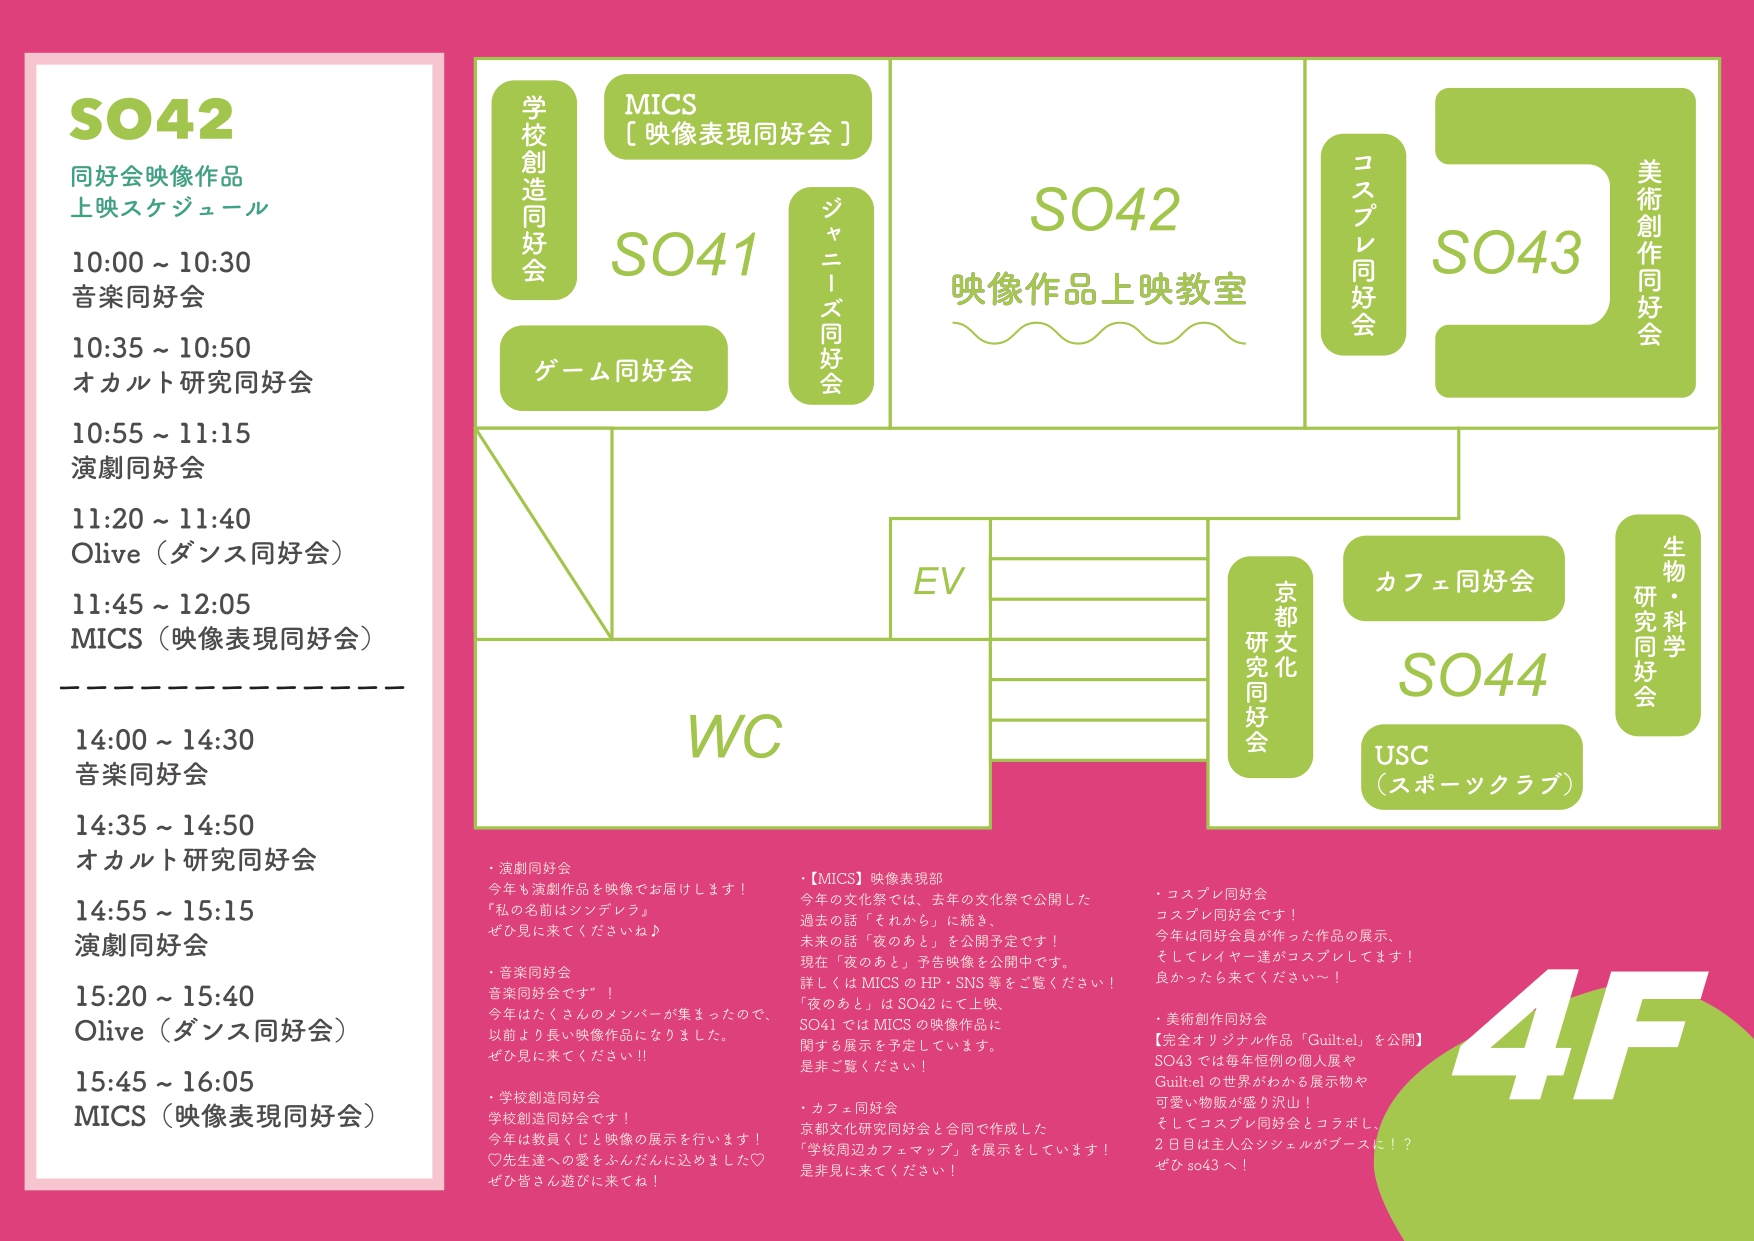 SO42
同好会映像作品
上映スケジュール
10:00 ~ 10:30
音楽同好会
10:35 ~ 10:50
オカルト研究同好会
10:55 ~ 11:15
演劇同好会
11:20 ~ 11:40
Olive（ダンス同好会）
11:45 ~ 12:05
MICS（映像表現同好会）
14:00 ~ 14:30
音楽同好会
14:35 ~ 14:50
オカルト研究同好会
14:55 ~ 15:15
演劇同好会
15:20 ~ 15:40
Olive（ダンス同好会）
15:45 ~ 16:05
MICS（映像表現同好会）
学校創造同好会
MICS
[ 映像表現同好会 ]
SO41
ジャニーズ同好会
ゲーム同好会
SO42
映像作品上映教室
コスプレ同好会
SO43
美術創作同好会
EV
WC
京都文化
研究同好会
カフェ同好会
SO44
USC
（スポーツクラブ）
生物・科学
研究同好会
・演劇同好会
今年も演劇作品を映像でお届けします！
『私の名前はシンデレラ』
ぜひ見に来てくださいね♪
・音楽同好会
音楽同好会です゛！
今年はたくさんのメンバーが集まったので、
以前より長い映像作品になりました。
ぜひ見に来てください!!
・学校創造同好会
学校創造同好会です！
今年は教員くじと映像の展示を行います！
♡先生達への愛をふんだんに込めました♡
ぜひ皆さん遊びに来てね！
・【MICS】映像表現部
今年の文化祭では、去年の文化祭で公開した
過去の話「それから」に続き、
未来の話「夜のあと」を公開予定です！
現在「夜のあと」予告映像を公開中です。
詳しくは MICS の HP・SNS 等をご覧ください！
「夜のあと」は SO42 にて上映、
SO41 では MICS の映像作品に
関する展示を予定しています。
是非ご覧ください！
・カフェ同好会
京都文化研究同好会と合同で作成した
「学校周辺カフェマップ」を展示をしています！
是非見に来てください！
・コスプレ同好会
コスプレ同好会です！
今年は同好会員が作った作品の展示、
そしてレイヤー達がコスプレしてます！
良かったら来てください〜！
・美術創作同好会
【完全オリジナル作品「Guilt:el」を公開】
SO43 では毎年恒例の個人展や
Guilt:el の世界がわかる展示物や
可愛い物販が盛り沢山！
そしてコスプレ同好会とコラボし、
2 日目は主人公シシェルがブースに！？
ぜひ so43 へ！
4F